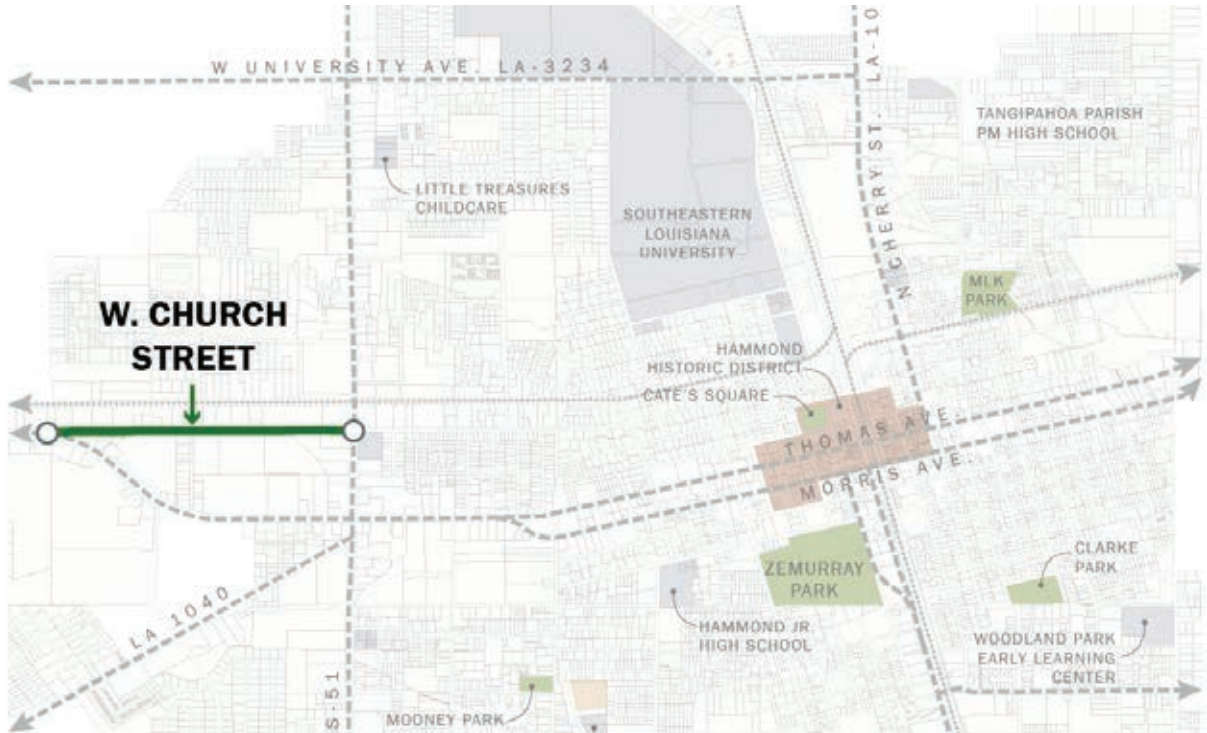 W UNIVERSITY AVE. LA-3234
N CHERRY ST. LA-10
TANGIPAHOA PARISH
PM HIGH SCHOOL
LITTLE TREASURES
CHILDCARE
SOUTHEASTERN
LOUISIANA
UNIVERSITY
MLK
PARK
W. CHURCH
STREET
HAMMOND
HISTORIC DISTRICT
CATE'S SQUARE
THOMAS AVE.
MORRIS AVE.
ZEMURRAY
PARK
CLARKE
PARK
LA 1040
HAMMOND JR.
HIGH SCHOOL
WOODLAND PARK
EARLY LEARNING
CENTER
S-51
MOONEY PARK